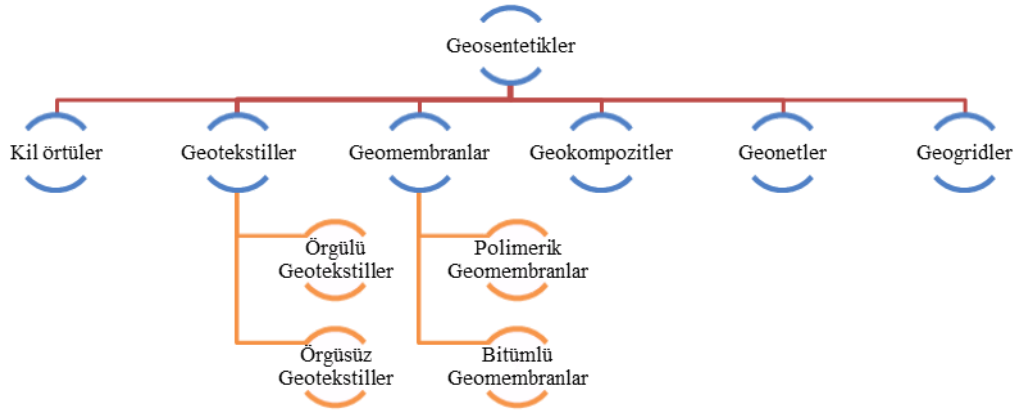 Geosentetikler
Kil örtüler
Geotekstiller
Geomembranlar
Geokompozitler
Geonetler
Geogridler
Örgülü
Geotekstiller
Polimerik
Geomembranlar
Örgüsüz
Geotekstiller
Bitümlü
Geomembranlar